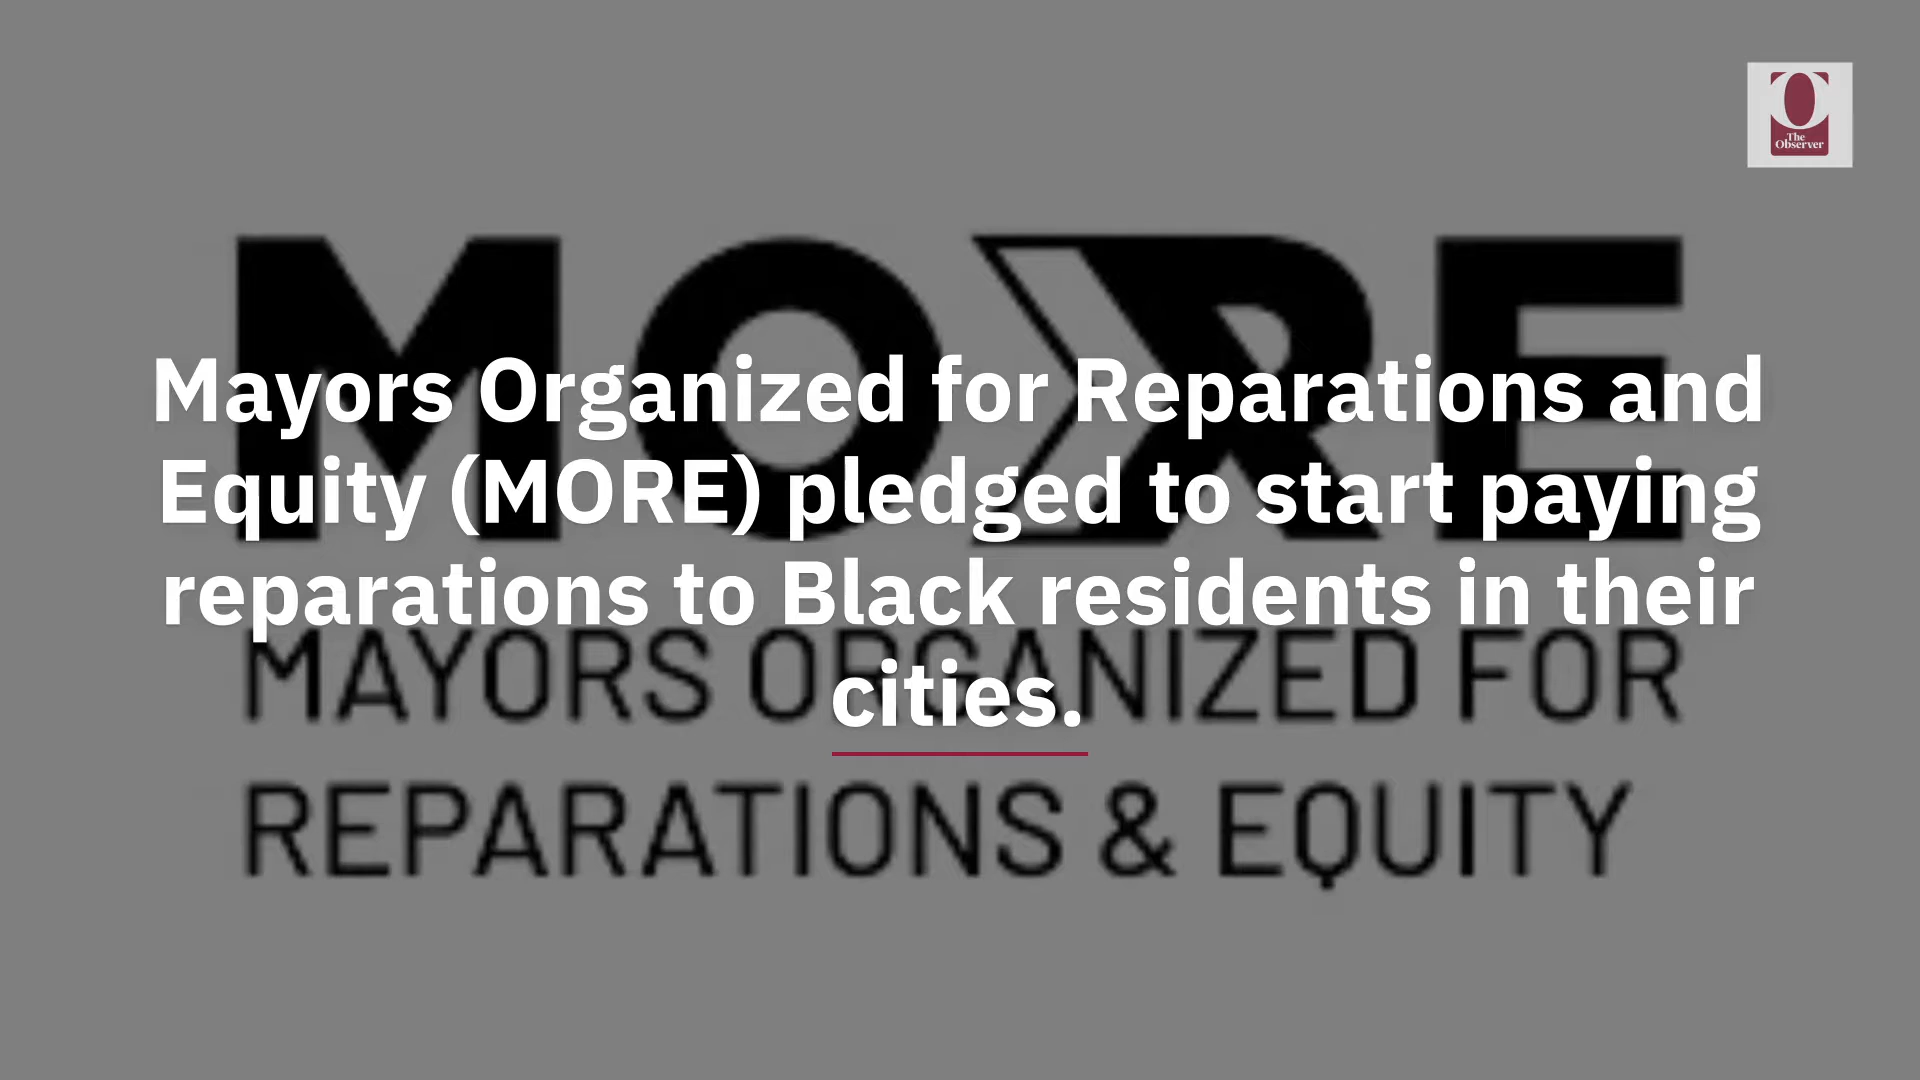 The
Observer
MORE
Mayors Organized for Reparations and
Equity (MORE) pledged to start paying
reparations to Black residents in their
cities.
MAYORS ORGANIZED FOR
REPARATIONS & EQUITY